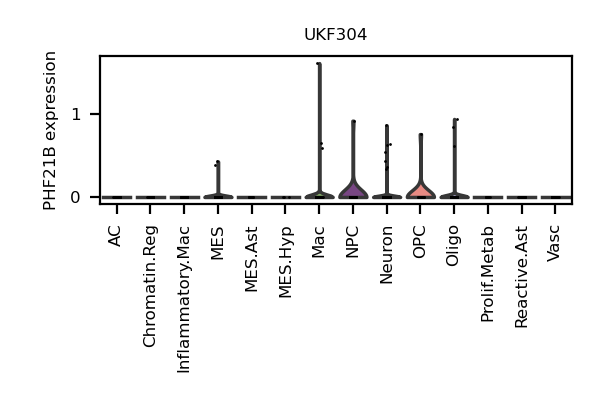 UKF304
PHF21B expression
1
0
AC
Chromatin.Reg
Inflammatory.Mac
MES
MES.Ast
MES.Hyp
Mac
NPC
Neuron
OPC
Oligo
Prolif.Metab
Reactive.Ast
Vasc